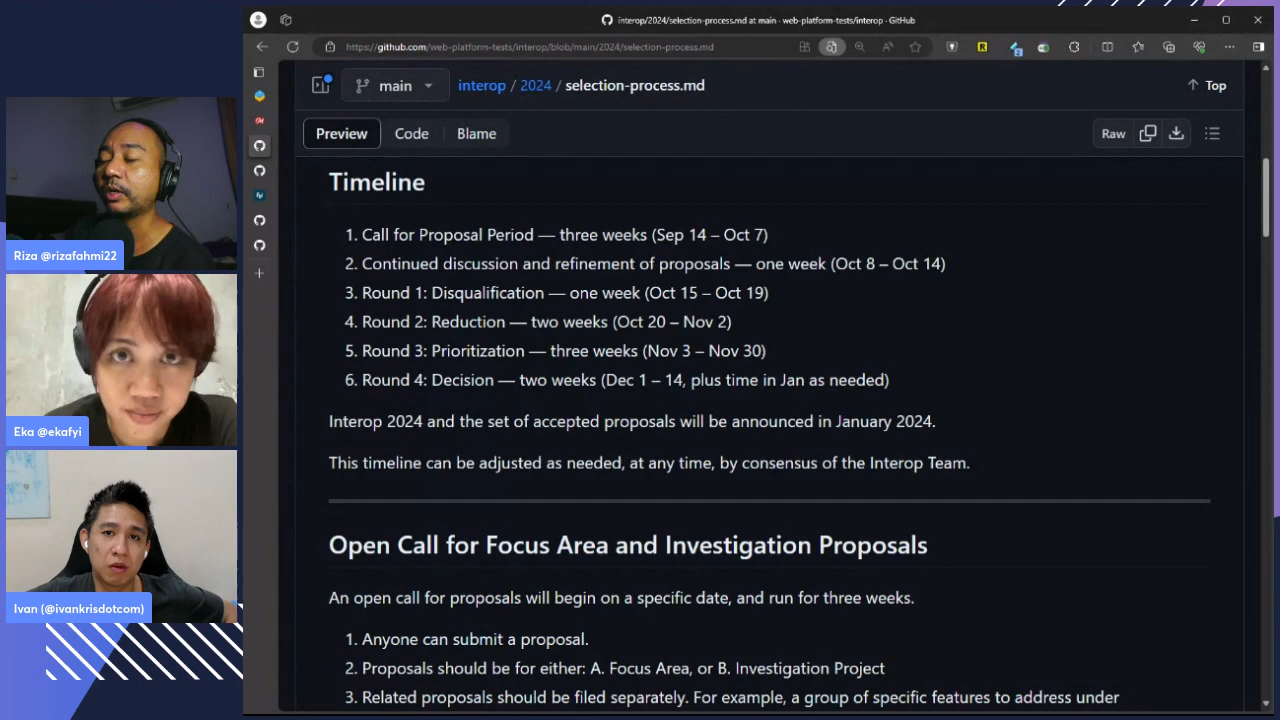 interop/2024/selection-process.md at main · web-platform-tests/interop · GitHub
https://github.com/web-platform-tests/interop/blob/main/2024/selection-process.md
main
interop / 2024 / selection-process.md
Top
Preview
Code
Blame
Raw
Timeline
1. Call for Proposal Period — three weeks (Sep 14 – Oct 7)
2. Continued discussion and refinement of proposals — one week (Oct 8 – Oct 14)
3. Round 1: Disqualification — one week (Oct 15 – Oct 19)
4. Round 2: Reduction — two weeks (Oct 20 – Nov 2)
5. Round 3: Prioritization — three weeks (Nov 3 – Nov 30)
6. Round 4: Decision — two weeks (Dec 1 – 14, plus time in Jan as needed)
Interop 2024 and the set of accepted proposals will be announced in January 2024.
This timeline can be adjusted as needed, at any time, by consensus of the Interop Team.
Open Call for Focus Area and Investigation Proposals
An open call for proposals will begin on a specific date, and run for three weeks.
1. Anyone can submit a proposal.
2. Proposals should be for either: A. Focus Area, or B. Investigation Project
3. Related proposals should be filed separately. For example, a group of specific features to address under
Riza @rizafahmi22
Eka @ekafyi
Ivan (@ivankrisdotcom)